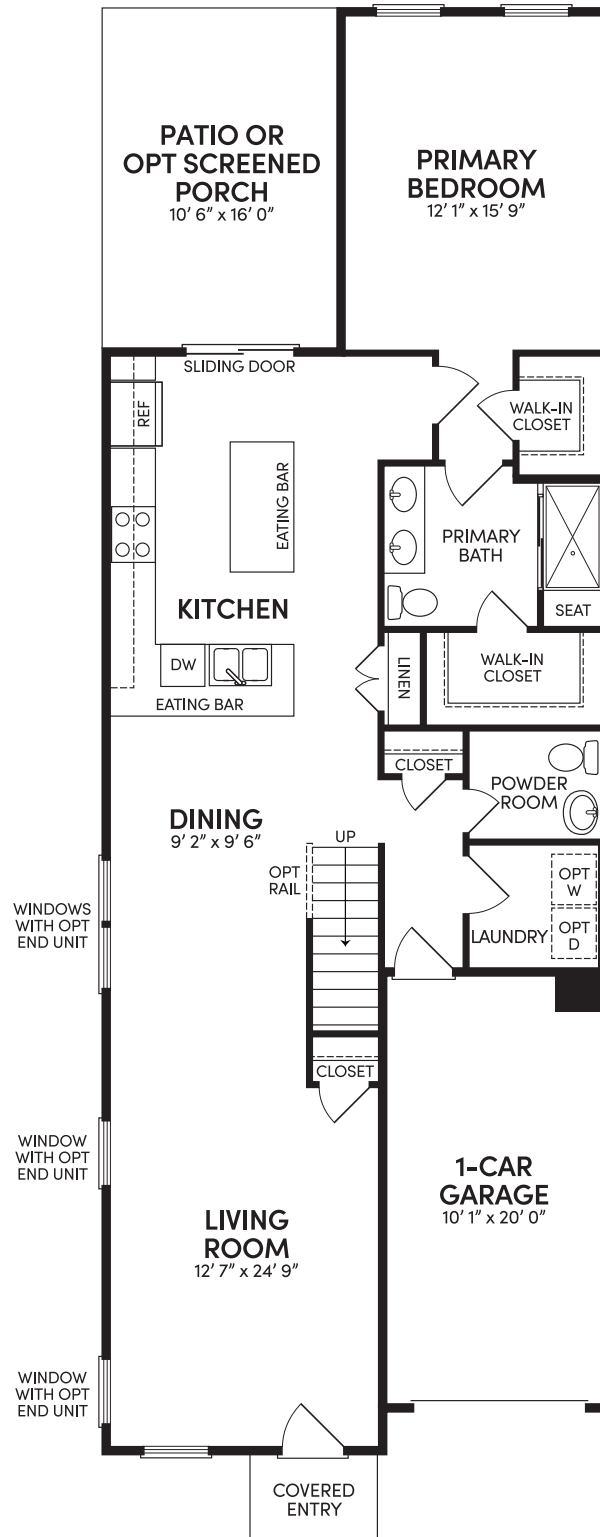 PATIO OR
OPT SCREENED
PORCH
10’ 6” x 16’ 0”
PRIMARY
BEDROOM
12’ 1” x 15’ 9”
SLIDING DOOR
REF
EATING BAR
WALK-IN
CLOSET
PRIMARY
BATH
SEAT
KITCHEN
DW
EATING BAR
LINEN
WALK-IN
CLOSET
CLOSET
POWDER
ROOM
DINING
9’ 2” x 9’ 6”
UP
OPT
RAIL
OPT
W
LAUNDRY
OPT
D
WINDOWS
WITH OPT
END UNIT
CLOSET
WINDOW
WITH OPT
END UNIT
1-CAR
GARAGE
10’ 1” x 20’ 0”
LIVING
ROOM
12’ 7” x 24’ 9”
WINDOW
WITH OPT
END UNIT
COVERED
ENTRY